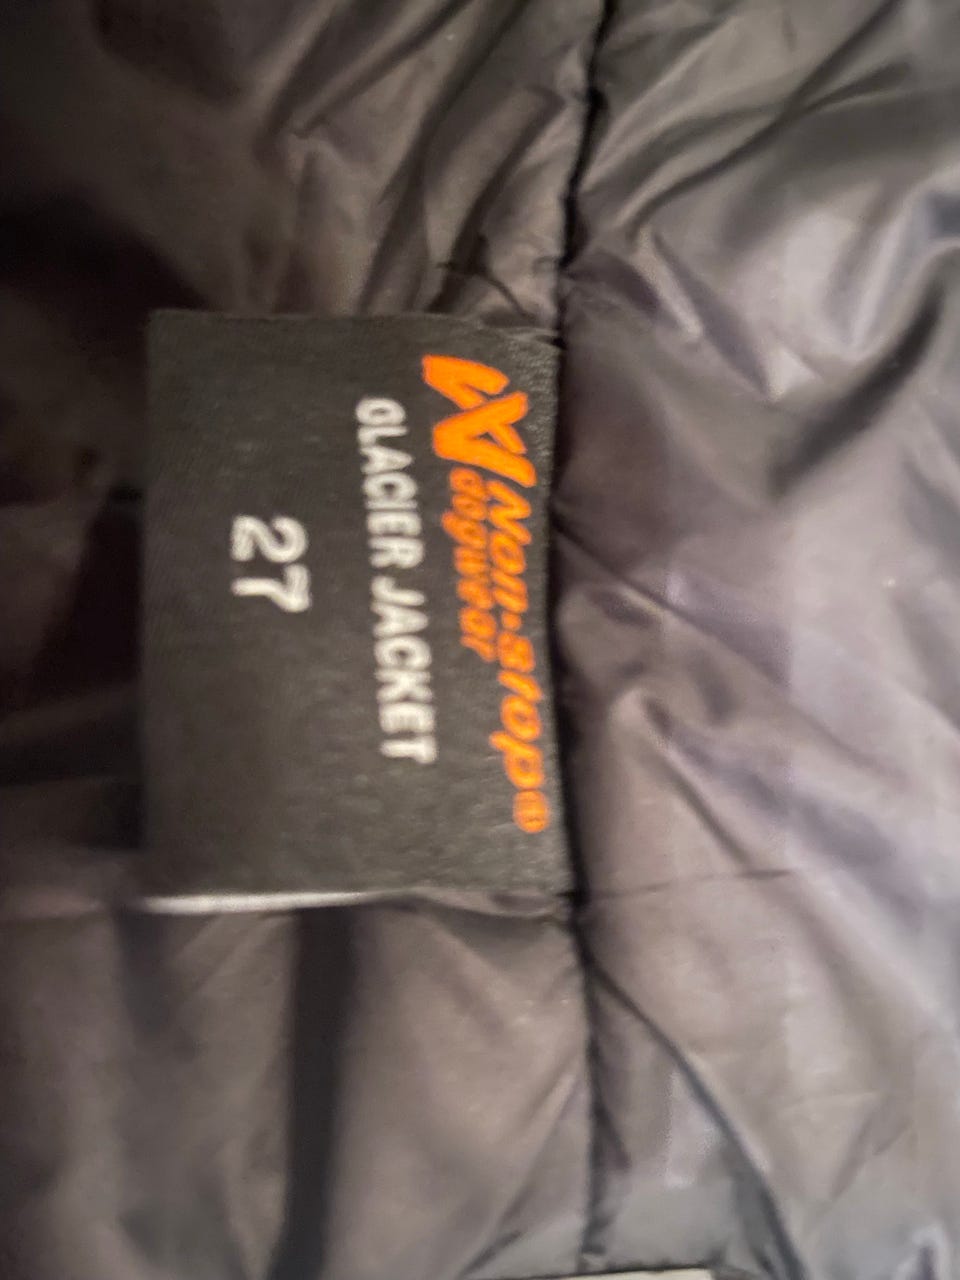 Non-stop®
dogwear
GLACIER JACKET
27